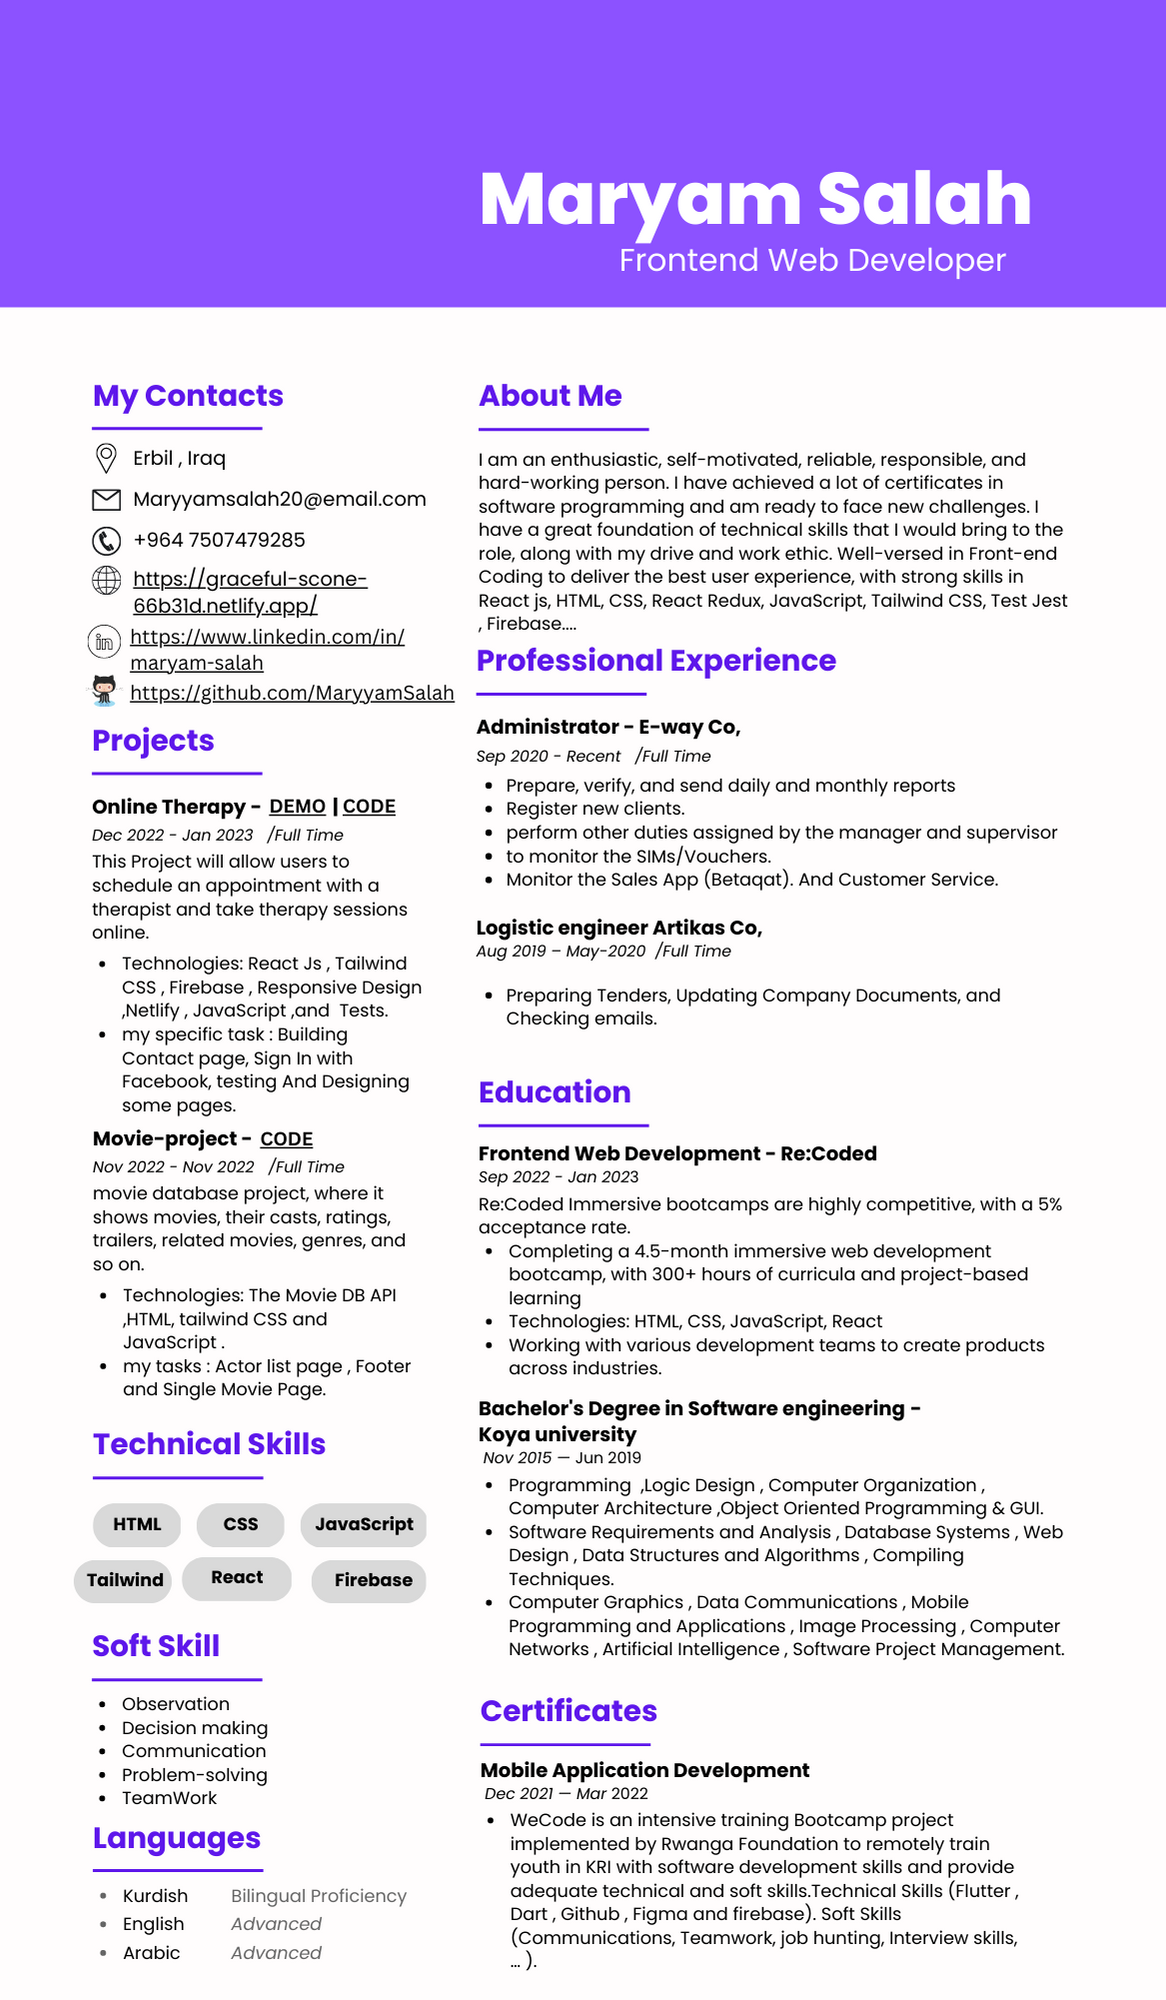 Maryam Salah
Frontend Web Developer
My Contacts
Erbil , Iraq
Maryyamsalah20@email.com
+964 7507479285
https://graceful-scone-
66b31d.netlify.app/
https://www.linkedin.com/in/
maryam-salah
https://github.com/MaryyamSalah
Projects
Online Therapy - DEMO | CODE
Dec 2022 - Jan 2023 /Full Time
This Project will allow users to
schedule an appointment with a
therapist and take therapy sessions
online.
• Technologies: React Js , Tailwind
CSS , Firebase , Responsive Design
,Netlify , JavaScript ,and Tests.
• my specific task : Building
Contact page, Sign In with
Facebook, testing And Designing
some pages.
Movie-project - CODE
Nov 2022 - Nov 2022 /Full Time
movie database project, where it
shows movies, their casts, ratings,
trailers, related movies, genres, and
so on.
• Technologies: The Movie DB API
,HTML, tailwind CSS and
JavaScript .
• my tasks : Actor list page , Footer
and Single Movie Page.
Technical Skills
HTML CSS JavaScript
Tailwind React Firebase
Soft Skill
• Observation
• Decision making
• Communication
• Problem-solving
• TeamWork
Languages
• Kurdish Bilingual Proficiency
• English Advanced
• Arabic Advanced
About Me
I am an enthusiastic, self-motivated, reliable, responsible, and
hard-working person. I have achieved a lot of certificates in
software programming and am ready to face new challenges. I
have a great foundation of technical skills that I would bring to the
role, along with my drive and work ethic. Well-versed in Front-end
Coding to deliver the best user experience, with strong skills in
React js, HTML, CSS, React Redux, JavaScript, Tailwind CSS, Test Jest
, Firebase....
Professional Experience
Administrator - E-way Co,
Sep 2020 - Recent /Full Time
• Prepare, verify, and send daily and monthly reports
• Register new clients.
• perform other duties assigned by the manager and supervisor
• to monitor the SIMs/Vouchers.
• Monitor the Sales App (Betaqat). And Customer Service.
Logistic engineer Artikas Co,
Aug 2019 – May-2020 /Full Time
• Preparing Tenders, Updating Company Documents, and
Checking emails.
Education
Frontend Web Development - Re:Coded
Sep 2022 - Jan 2023
Re:Coded Immersive bootcamps are highly competitive, with a 5%
acceptance rate.
• Completing a 4.5-month immersive web development
bootcamp, with 300+ hours of curricula and project-based
learning
• Technologies: HTML, CSS, JavaScript, React
• Working with various development teams to create products
across industries.
Bachelor's Degree in Software engineering -
Koya university
Nov 2015 — Jun 2019
• Programming ,Logic Design , Computer Organization ,
Computer Architecture ,Object Oriented Programming & GUI.
• Software Requirements and Analysis , Database Systems , Web
Design , Data Structures and Algorithms , Compiling
Techniques.
• Computer Graphics , Data Communications , Mobile
Programming and Applications , Image Processing , Computer
Networks , Artificial Intelligence , Software Project Management.
Certificates
Mobile Application Development
Dec 2021 — Mar 2022
• WeCode is an intensive training Bootcamp project
implemented by Rwanga Foundation to remotely train
youth in KRI with software development skills and provide
adequate technical and soft skills.Technical Skills (Flutter ,
Dart , Github , Figma and firebase). Soft Skills
(Communications, Teamwork, job hunting, Interview skills,
... ).